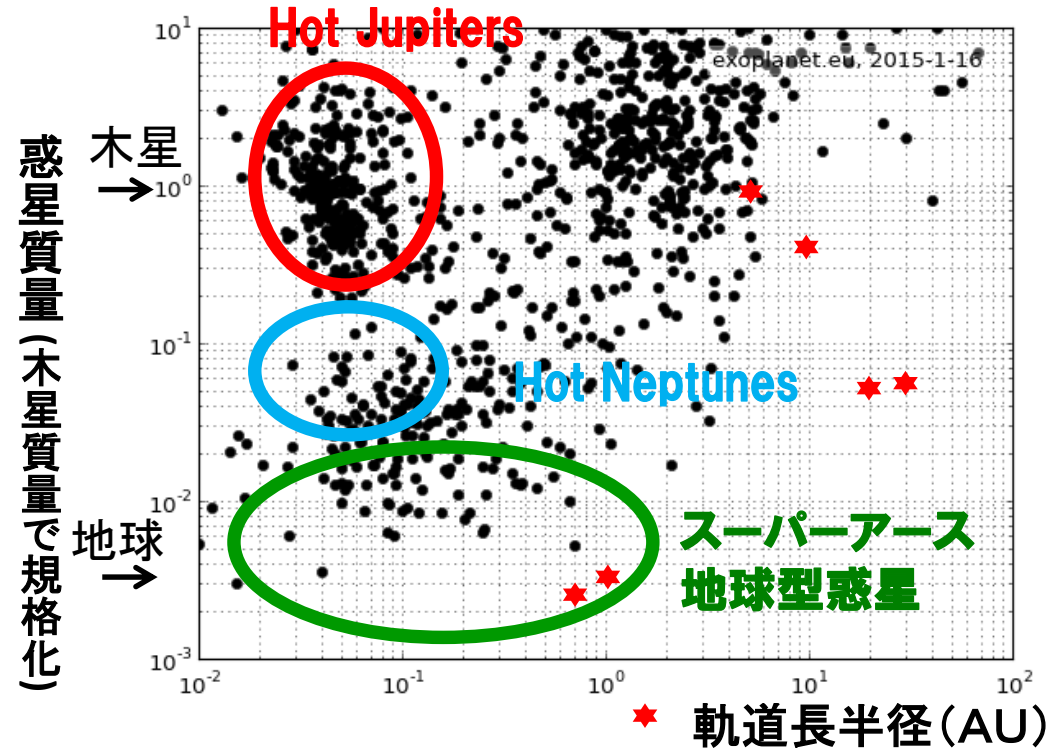 Hot Jupiters
10¹
exoplanet.eu, 2015-1-16
木星
→
10⁰
惑星質量(木星質量で規格化)
10⁻¹
Hot Neptunes
10⁻²
スーパーアース
地球
→
地球型惑星
10⁻³
10⁻² 10⁻¹ 10⁰ 10¹ 10²
軌道長半径(AU)